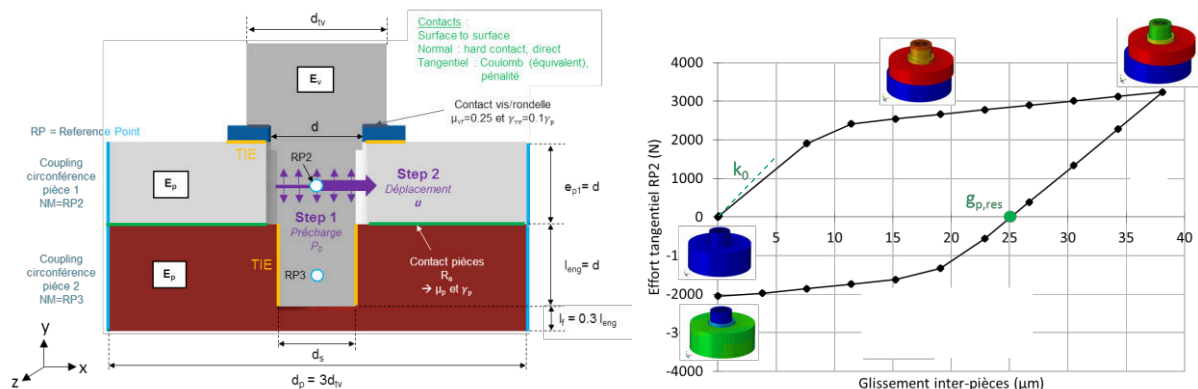 d_tv
Contacts :
Surface to surface
Normal : hard contact, direct
Tangentiel : Coulomb (équivalent),
pénalité
E_v
Contact vis/rondelle
μ_vr=0.25 et γ_vr=0.1γ_p
RP = Reference Point
d
TIE
RP2
Coupling
circonférence
pièce 1
NM=RP2
E_p
Step 2
Déplacement
u
e_p1= d
Step 1
Précharge
P_0
Coupling
circonférence
pièce 2
NM=RP3
E_p
TIE
RP3
Contact pièces
R_a
→ μ_p et γ_p
l_eng= d
l_f = 0.3 l_eng
d_s
d_p = 3d_tv
y
x
z
Effort tangentiel RP2 (N)
4000
3000
2000
1000
0
-1
-2000
-3
-4000
k_0
g_p,res
0
5
10
15
20
25
30
35
40
Glissement inter-pièces (μm)